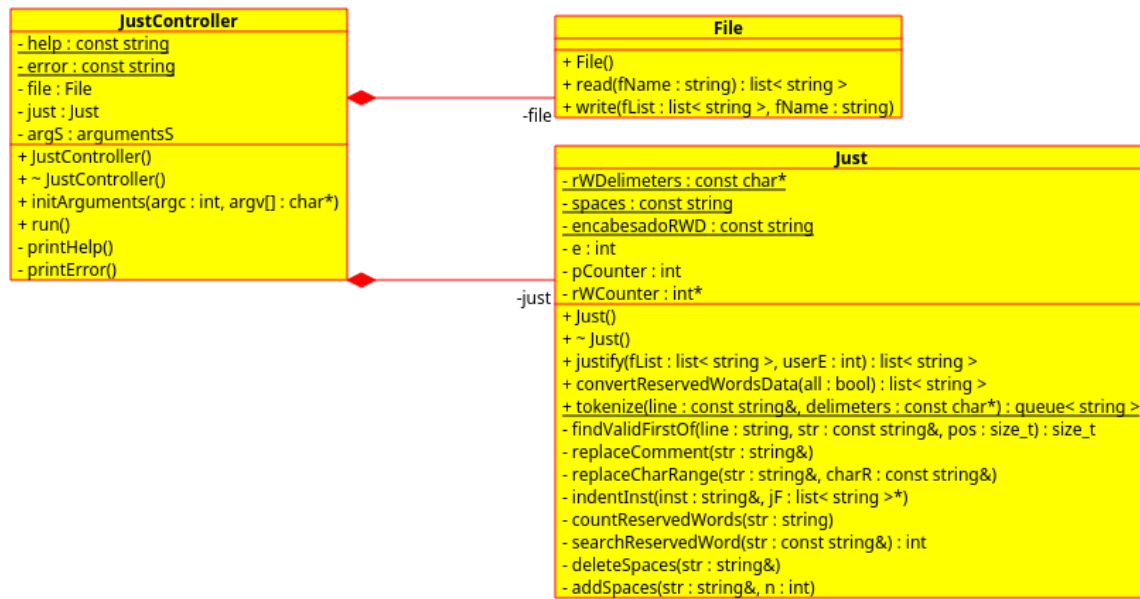 JustController
- help : const string
- error : const string
- file : File
- just : Just
- argS : argumentsS
+ JustController()
+ ~ JustController()
+ initArguments(argc : int, argv[] : char*)
+ run()
- printHelp()
- printError()
File
+ File()
+ read(fName : string) : list< string >
+ write(fList : list< string >, fName : string)
-file
Just
- rWDelimeters : const char*
- spaces : const string
- encabesadoRWD : const string
- e : int
- pCounter : int
- rWCounter : int*
+ Just()
+ ~ Just()
+ justify(fList : list< string >, userE : int) : list< string >
+ convertReservedWordsData(all : bool) : list< string >
+ tokenize(line : const string&, delimeters : const char*) : queue< string >
- findValidFirstOf(line : string, str : const string&, pos : size_t) : size_t
- replaceComment(str : string&)
- replaceCharRange(str : string&, charR : const string&)
- indentInst(inst : string&, jF : list< string >*)
- countReservedWords(str : string)
- searchReservedWord(str : const string&) : int
- deleteSpaces(str : string&)
- addSpaces(str : string&, n : int)
-just